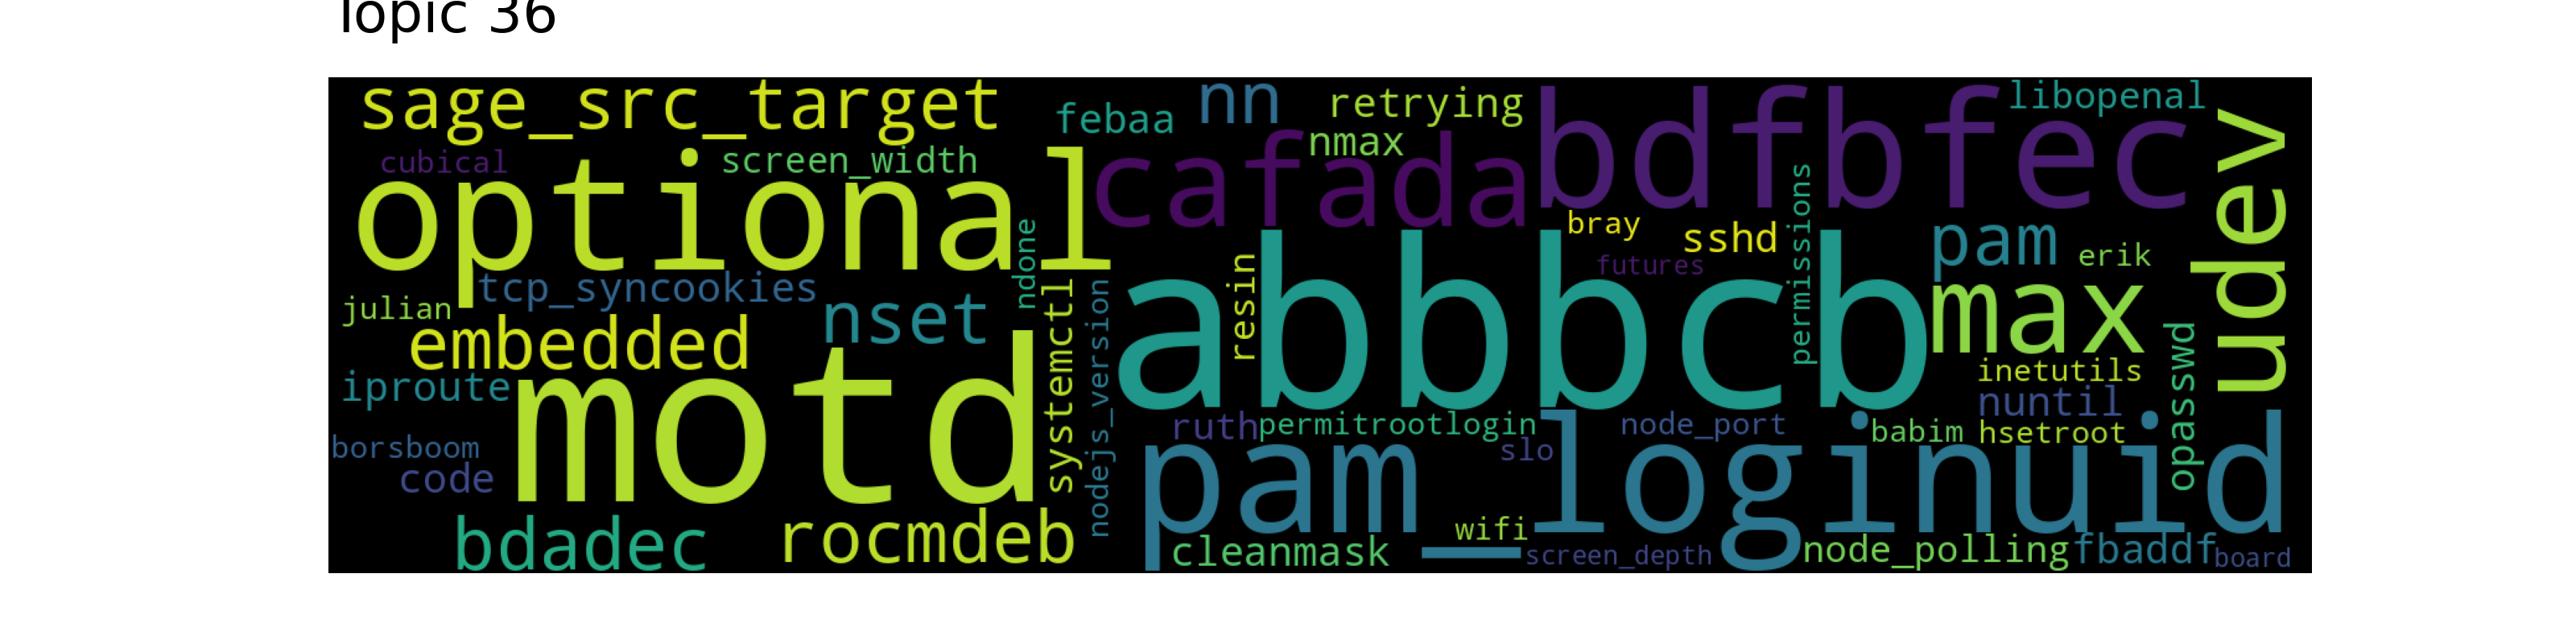 Topic 36
sage_src_target
febaa
nn
retrying
libopenal
cubical
screen_width
nmax
cafada
bdfbfec
udev
optional
ndone
bray
sshd
permissions
pam
erik
futures
tcp_syncookies
julian
nset
systemctl
nodejs_version
resin
abbbcb
max
embedded
iproute
motd
inetutils
nuntil
opasswd
ruth
permitrootlogin
node_port
babim
hsetroot
borsboom
code
slo
pam_loginuid
bdadec
rocmdeb
wifi
cleanmask
screen_depth
node_polling
fbaddf
board